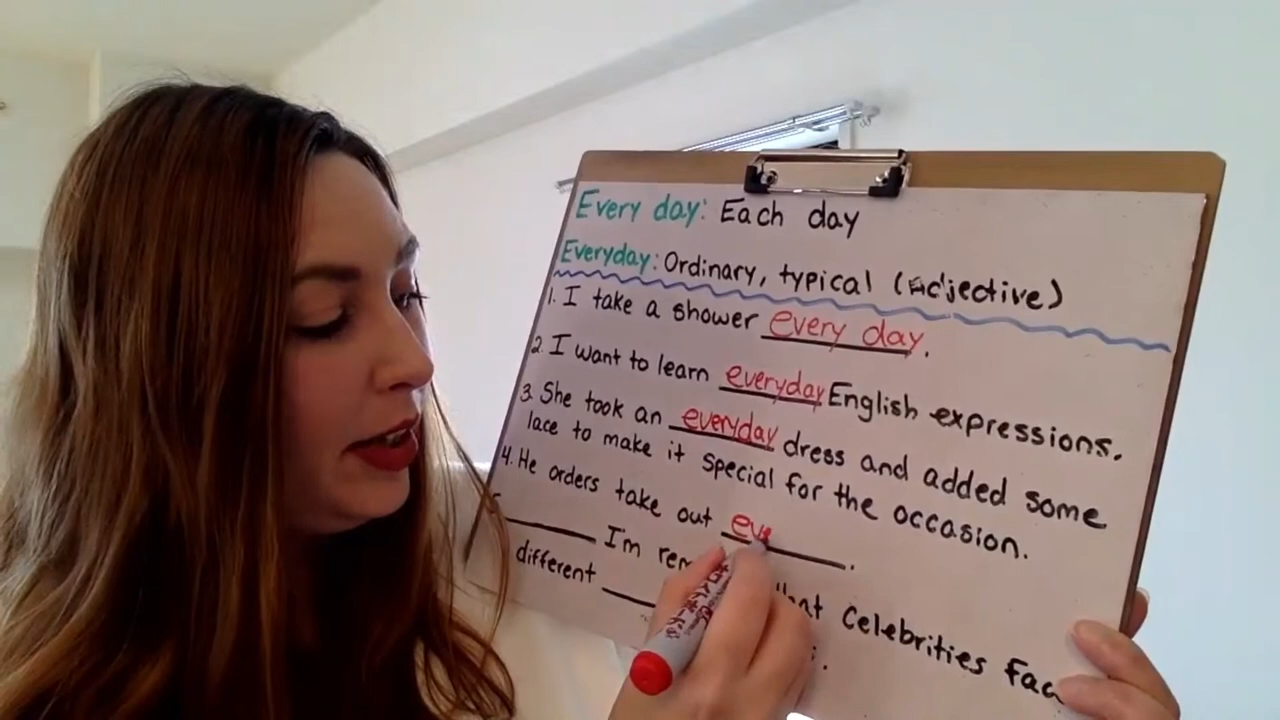 Every day: Each day
Everyday: Ordinary, typical (Adjective)
1. I take a shower every day.
2. I want to learn everyday English expressions.
3. She took an everyday dress and added some
lace to make it special for the occasion.
4. He orders take out eve
I'm Celebrities
different